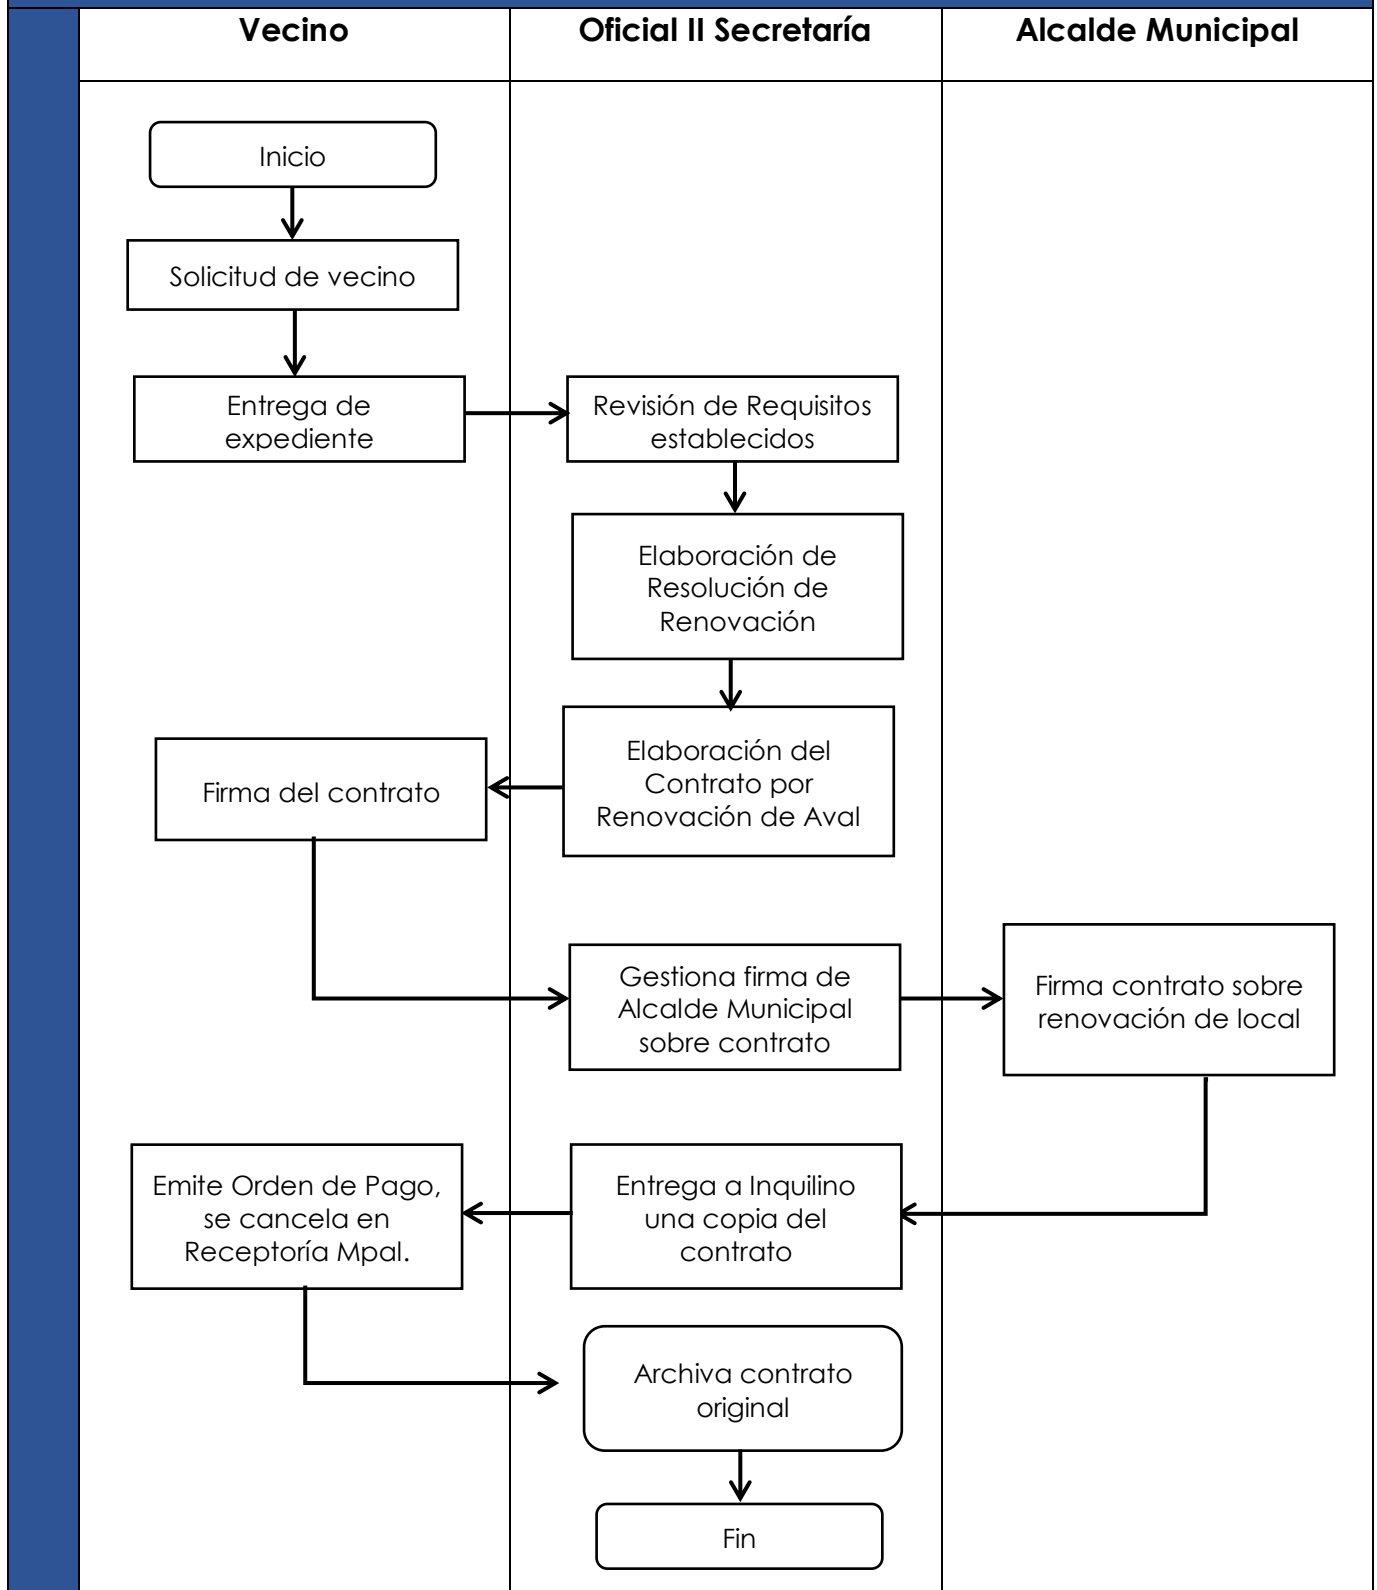 Vecino
Oficial II Secretaría
Alcalde Municipal
Inicio
Solicitud de vecino
Entrega de
expediente
Revisión de Requisitos
establecidos
Elaboración de
Resolución de
Renovación
Elaboración del
Contrato por
Renovación de Aval
Firma del contrato
Gestiona firma de
Alcalde Municipal
sobre contrato
Firma contrato sobre
renovación de local
Entrega a Inquilino
una copia del
contrato
Emite Orden de Pago,
se cancela en
Receptoría Mpal.
Archiva contrato
original
Fin